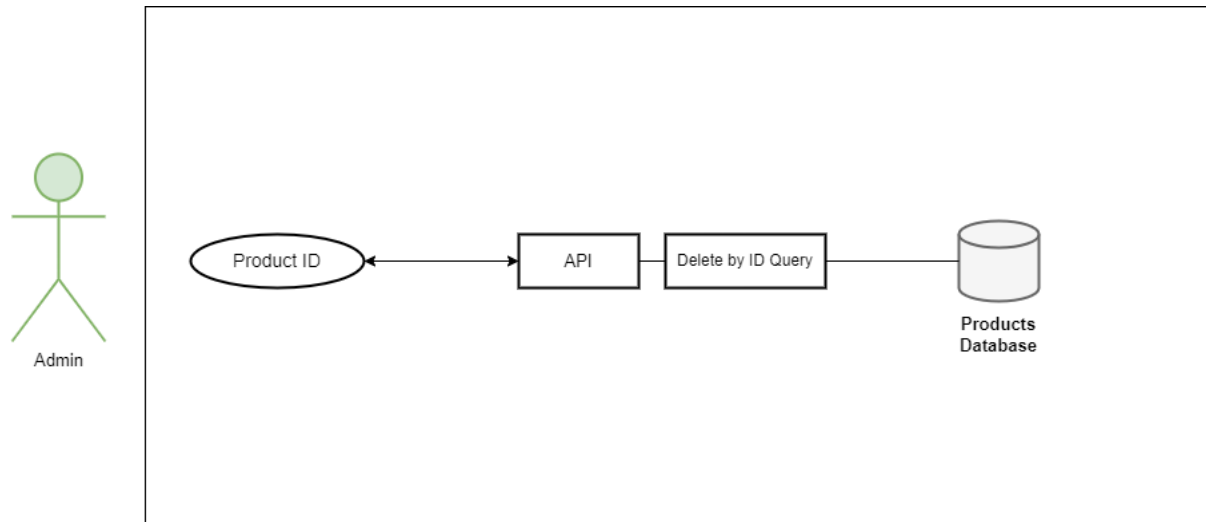 Product ID
API
Delete by ID Query
Products
Database
Admin